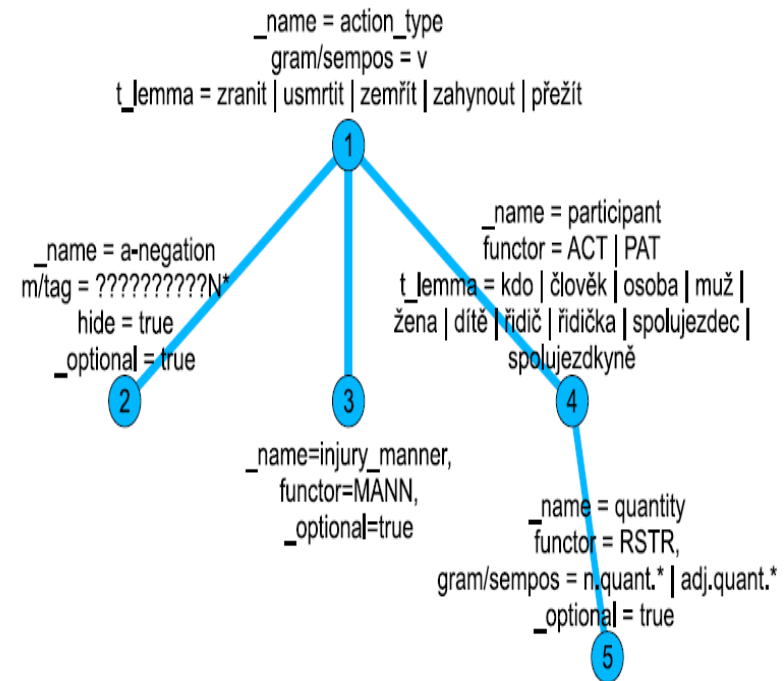 _name = action_type
gram/sempos = v
t_lemma = zranit | usmrtit | zemřít | zahynout | přežít
1
_name = a-negation
m/tag = ??????????N*
hide = true
_optional = true
2
3
_name=injury_manner,
functor=MANN,
_optional=true
_name = participant
functor = ACT | PAT
t_lemma = kdo | člověk | osoba | muž |
žena | dítě | řidič | řidička | spolujezdec |
spolujezdkyně
4
_name = quantity
functor = RSTR,
gram/sempos = n.quant.* | adj.quant.*
_optional = true
5